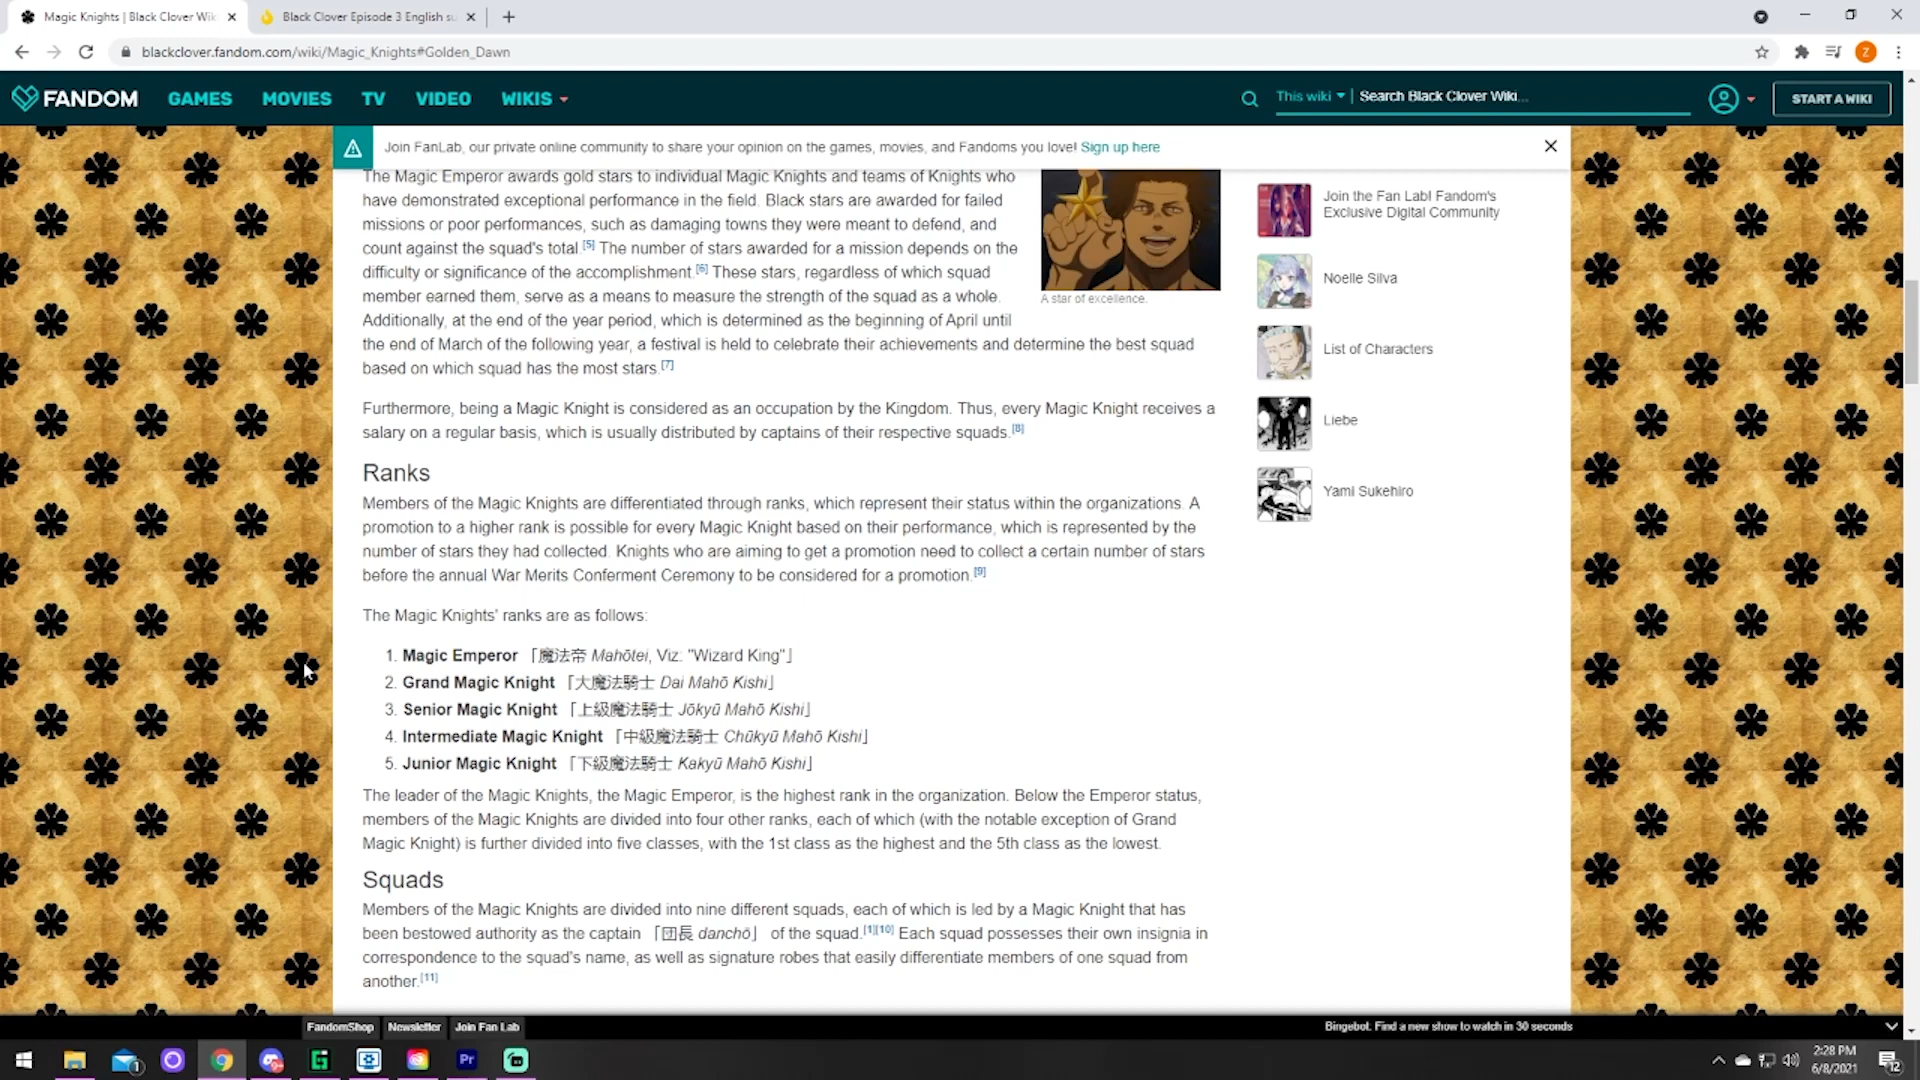 Magic Knights | Black Clover Wik
Black Clover Episode 3 English su
blackclover.fandom.com/wiki/Magic_Knights#Golden_Dawn
Z
FANDOM
GAMES
MOVIES
TV
VIDEO
WIKIS
This wiki
Search Black Clover Wiki...
START A WIKI
Join FanLab, our private online community to share your opinion on the games, movies, and Fandoms you love! Sign up here
The Magic Emperor awards gold stars to individual Magic Knights and teams of Knights who
have demonstrated exceptional performance in the field. Black stars are awarded for failed
missions or poor performances, such as damaging towns they were meant to defend, and
count against the squad's total.[5] The number of stars awarded for a mission depends on the
difficulty or significance of the accomplishment.[6] These stars, regardless of which squad
member earned them, serve as a means to measure the strength of the squad as a whole.
Additionally, at the end of the year period, which is determined as the beginning of April until
the end of March of the following year, a festival is held to celebrate their achievements and determine the best squad
based on which squad has the most stars.[7]
A star of excellence.
Furthermore, being a Magic Knight is considered as an occupation by the Kingdom. Thus, every Magic Knight receives a
salary on a regular basis, which is usually distributed by captains of their respective squads.[8]
Ranks
Members of the Magic Knights are differentiated through ranks, which represent their status within the organizations. A
promotion to a higher rank is possible for every Magic Knight based on their performance, which is represented by the
number of stars they had collected. Knights who are aiming to get a promotion need to collect a certain number of stars
before the annual War Merits Conferment Ceremony to be considered for a promotion.[9]
The Magic Knights' ranks are as follows:
1. Magic Emperor 「魔法帝 Mahōtei, Viz: "Wizard King"」
2. Grand Magic Knight 「大魔法騎士 Dai Mahō Kishi」
3. Senior Magic Knight 「上級魔法騎士 Jōkyū Mahō Kishi」
4. Intermediate Magic Knight 「中級魔法騎士 Chūkyū Mahō Kishi」
5. Junior Magic Knight 「下級魔法騎士 Kakyū Mahō Kishi」
The leader of the Magic Knights, the Magic Emperor, is the highest rank in the organization. Below the Emperor status,
members of the Magic Knights are divided into four other ranks, each of which (with the notable exception of Grand
Magic Knight) is further divided into five classes, with the 1st class as the highest and the 5th class as the lowest.
Squads
Members of the Magic Knights are divided into nine different squads, each of which is led by a Magic Knight that has
been bestowed authority as the captain 「団長 danchō」 of the squad.[1][10] Each squad possesses their own insignia in
correspondence to the squad's name, as well as signature robes that easily differentiate members of one squad from
another.[11]
Join the Fan Lab! Fandom's
Exclusive Digital Community
Noelle Silva
List of Characters
Liebe
Yami Sukehiro
FandomShop
Newsletter
Join Fan Lab
Bingebot. Find a new show to watch in 30 seconds
1
Pr
2:28 PM
6/8/2021
12